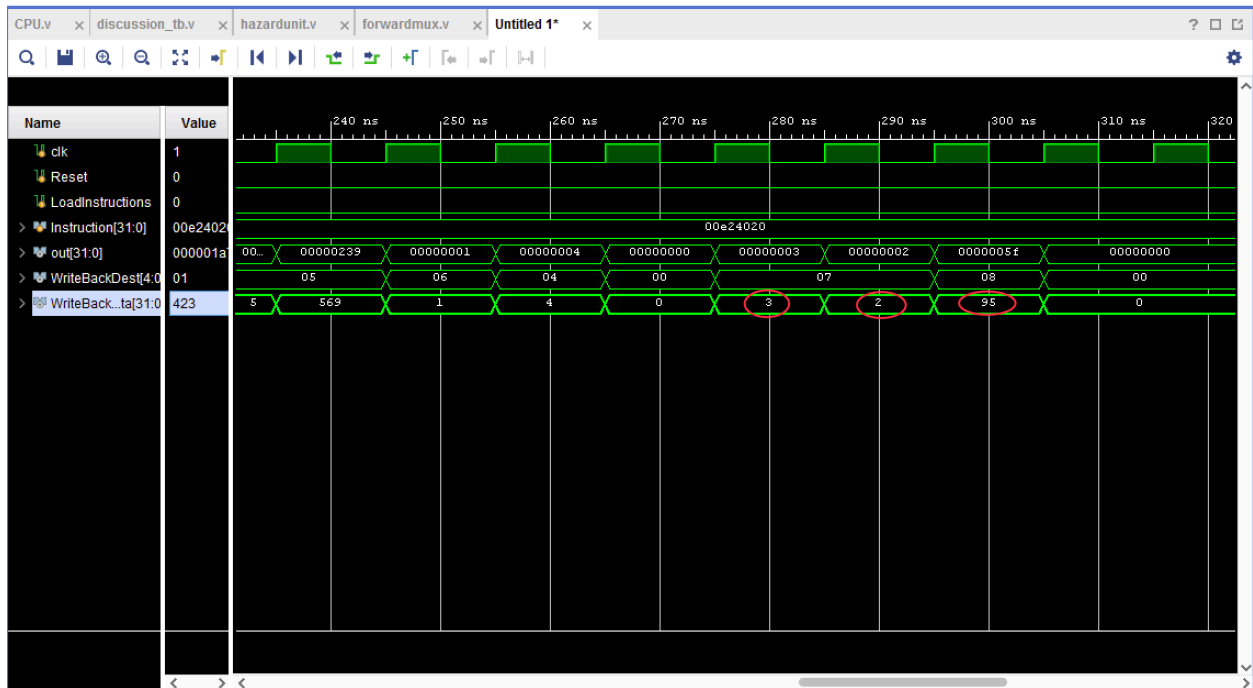 CPU.v × discussion_tb.v × hazardunit.v × forwardmux.v × Untitled 1* × ?
Name Value 240 ns 250 ns 260 ns 270 ns 280 ns 290 ns 300 ns 310 ns 320
clk 1
Reset 0
LoadInstructions 0
Instruction[31:0] 00e24020 00e24020
out[31:0] 000001a 00... 00000239 00000001 00000004 00000000 00000003 00000002 0000005f 00000000
WriteBackDest[4:0 01 05 06 04 00 07 08 00
WriteBack...ta[31:0 423 5 569 1 4 0 3 2 95 0